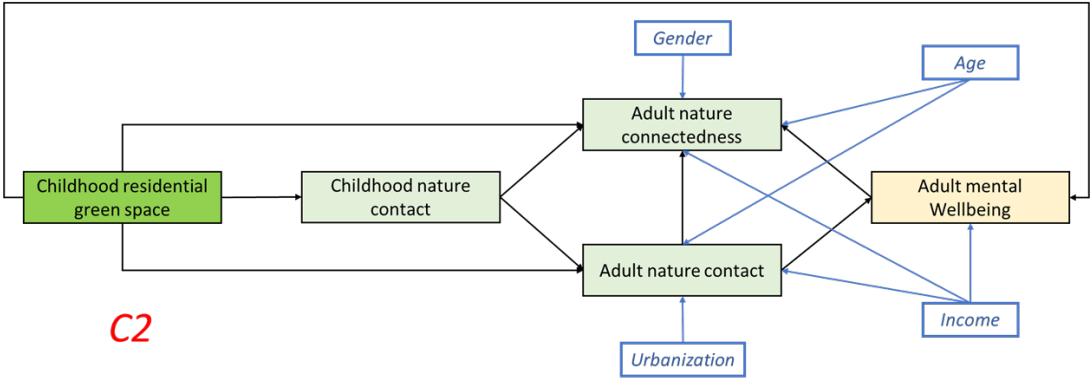 Gender
Age
Adult nature
connectedness
Childhood residential
green space
Childhood nature
contact
Adult mental
Wellbeing
Adult nature contact
C2
Income
Urbanization